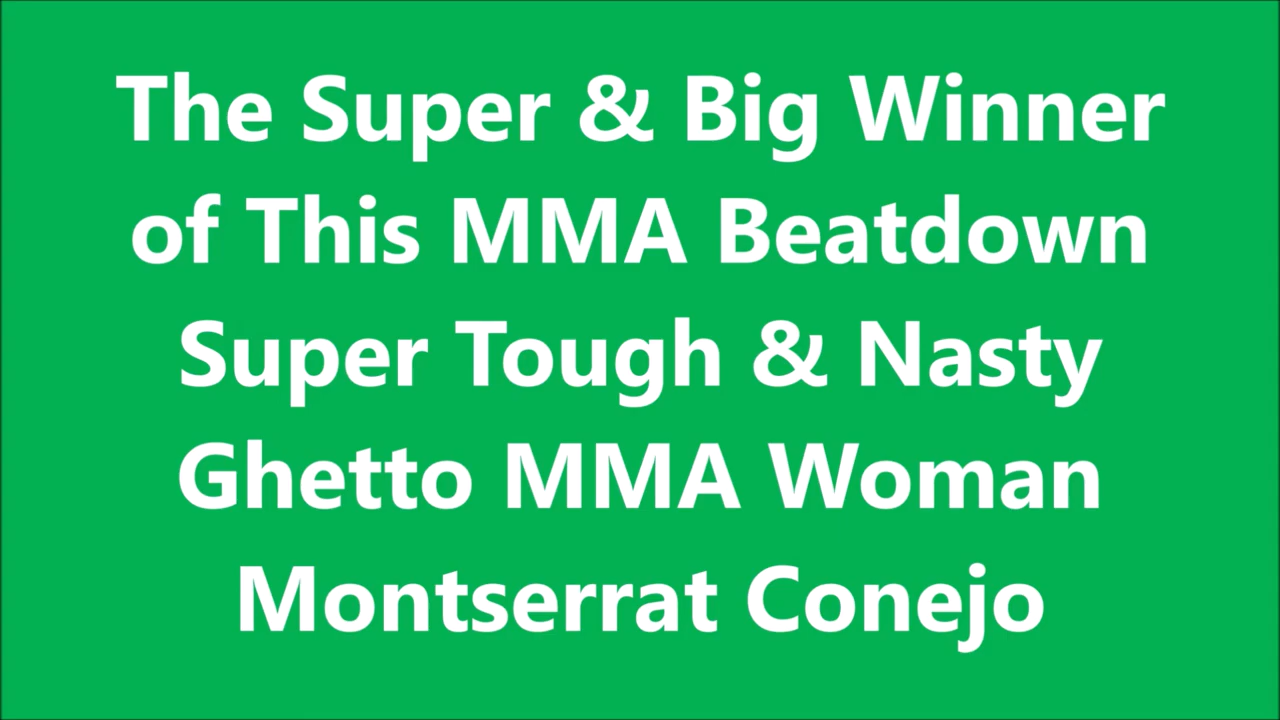 The Super & Big Winner
of This MMA Beatdown
Super Tough & Nasty
Ghetto MMA Woman
Montserrat Conejo